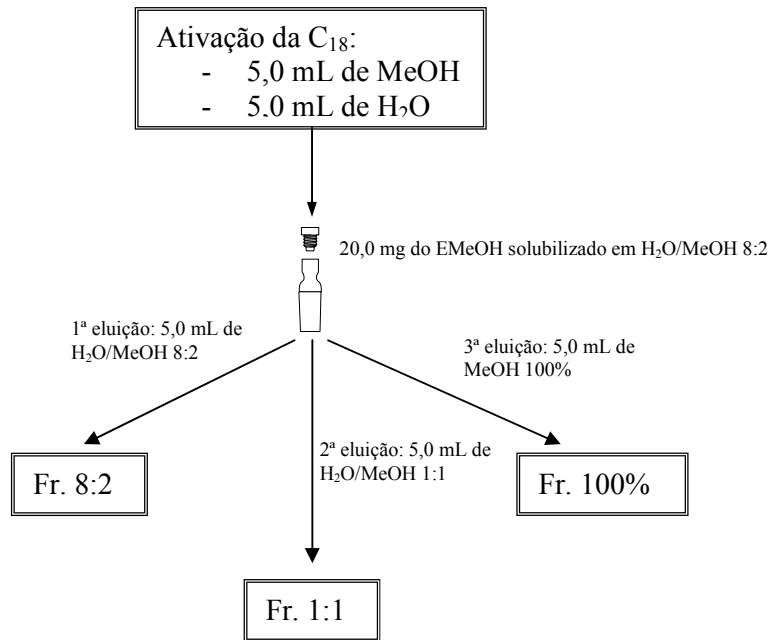 Ativação da C₁₈:
- 5,0 mL de MeOH
- 5,0 mL de H₂O
20,0 mg do EMeOH solubilizado em H₂O/MeOH 8:2
1ª eluição: 5,0 mL de
H₂O/MeOH 8:2
3ª eluição: 5,0 mL de
MeOH 100%
2ª eluição: 5,0 mL de
H₂O/MeOH 1:1
Fr. 8:2
Fr. 100%
Fr. 1:1